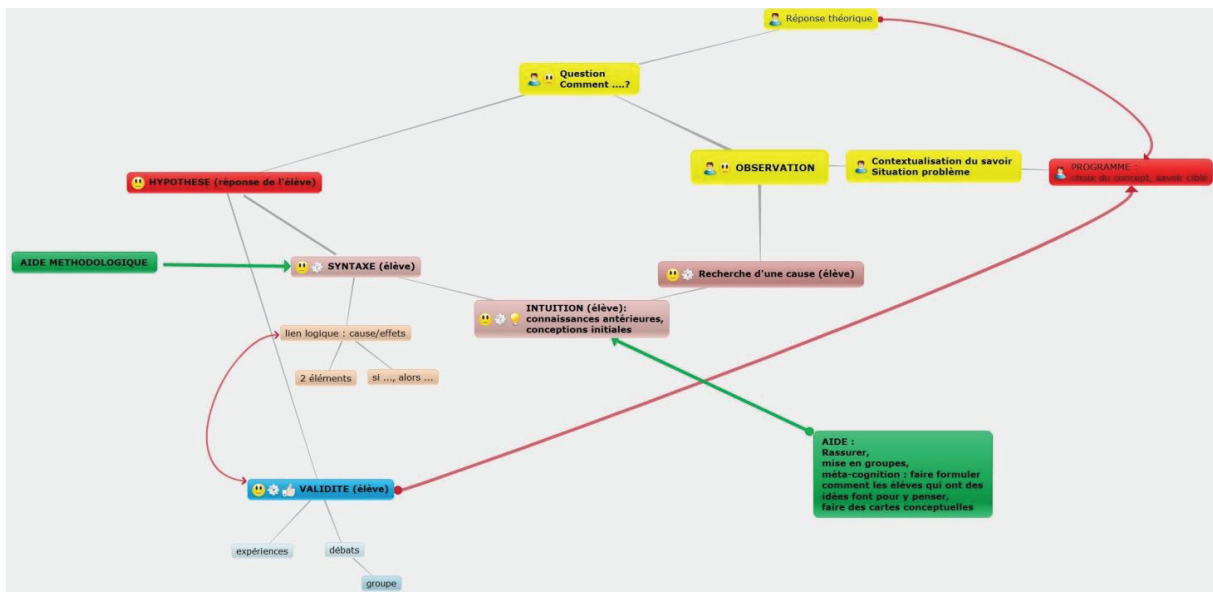 Réponse théorique
Question
Comment ....?
OBSERVATION
Contextualisation du savoir
Situation problème
PROGRAMME :
choix du concept, savoir ciblé
HYPOTHESE (réponse de l'élève)
AIDE METHODOLOGIQUE
SYNTAXE (élève)
Recherche d'une cause (élève)
INTUITION (élève):
connaissances antérieures,
conceptions initiales
lien logique : cause/effets
2 éléments
si ..., alors ...
AIDE :
Rassurer,
mise en groupes,
méta-cognition : faire formuler
comment les élèves qui ont des
idées font pour y penser,
faire des cartes conceptuelles
VALIDITE (élève)
expériences
débats
groupe